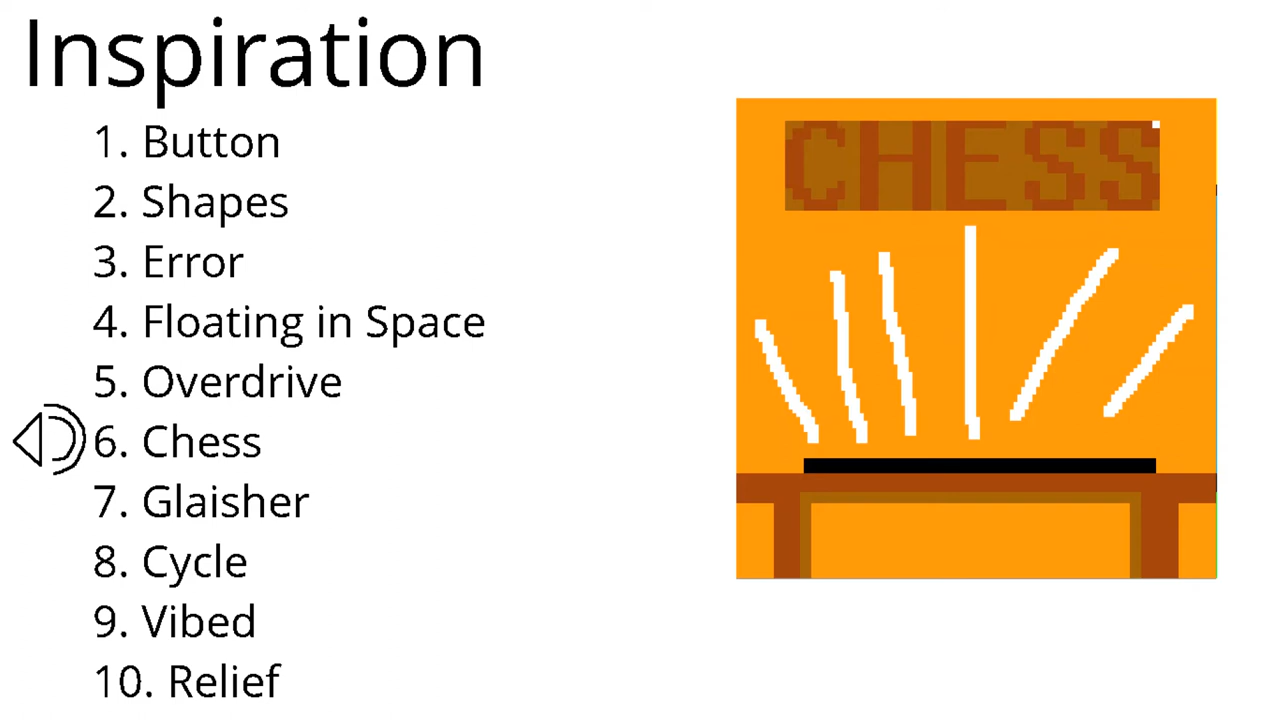 Inspiration
1. Button
2. Shapes
3. Error
4. Floating in Space
5. Overdrive
6. Chess
7. Glaisher
8. Cycle
9. Vibed
10. Relief
CHESS